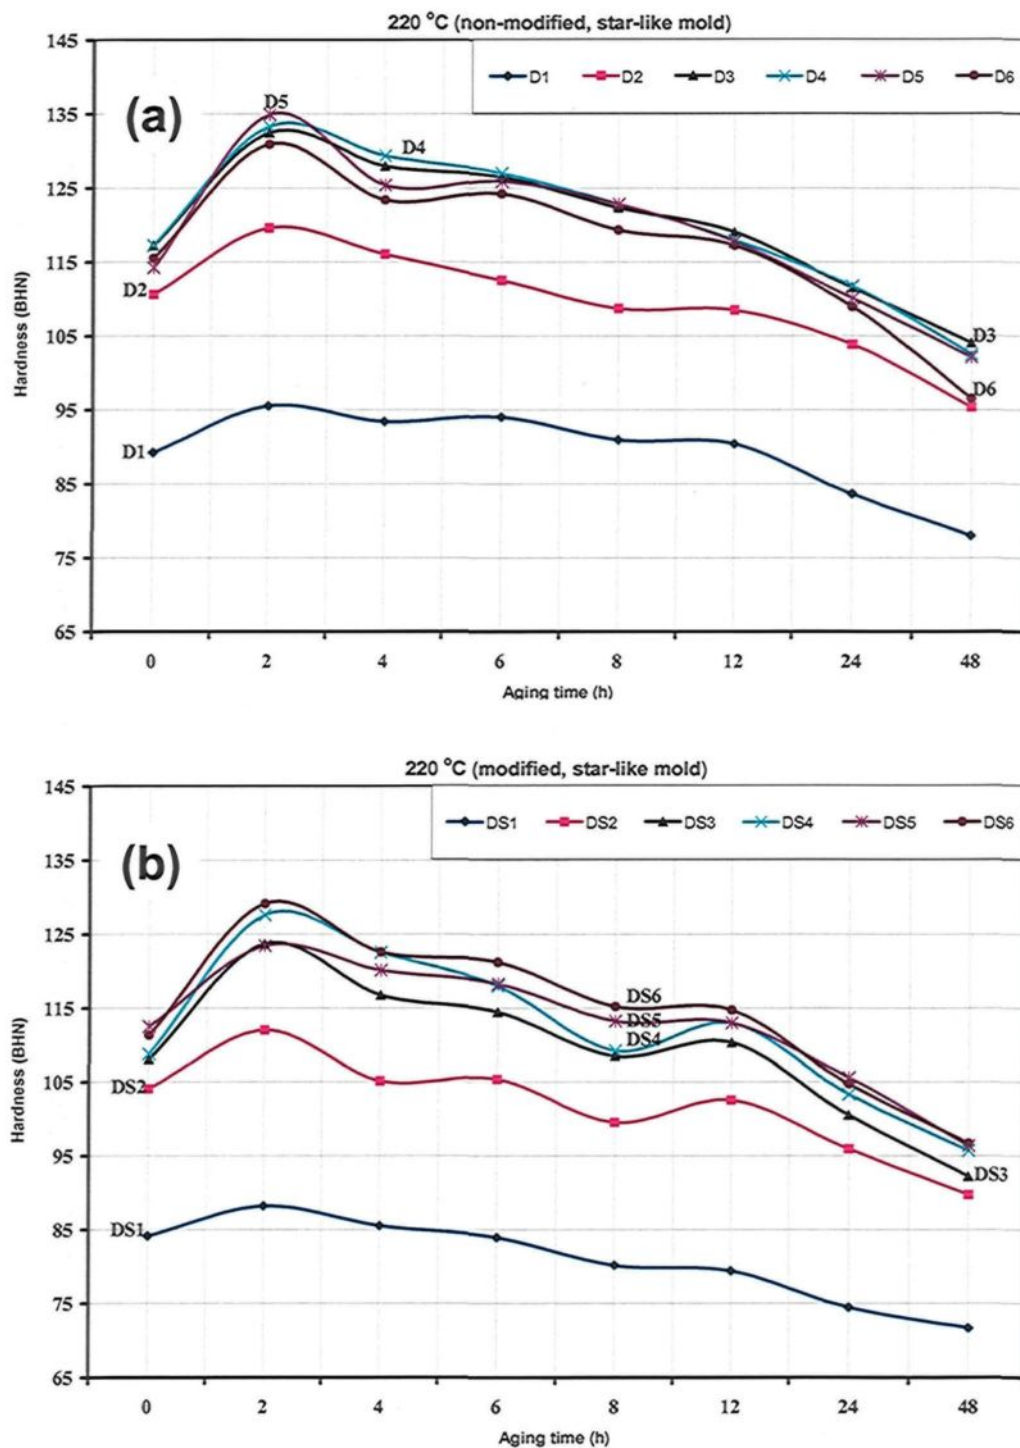 220 °C (non-modified, star-like mold)
145
D1 D2 D3 D4 D5 D6
(a)
D5
135
D4
125
115
D2
105
D3
D6
95
D1
85
75
65
Hardness (BHN)
0 2 4 6 8 12 24 48
Aging time (h)
220 °C (modified, star-like mold)
145
DS1 DS2 DS3 DS4 DS5 DS6
(b)
135
125
115
DS6
DS5
DS4
105
DS2
95
DS3
85
DS1
75
65
Hardness (BHN)
0 2 4 6 8 12 24 48
Aging time (h)